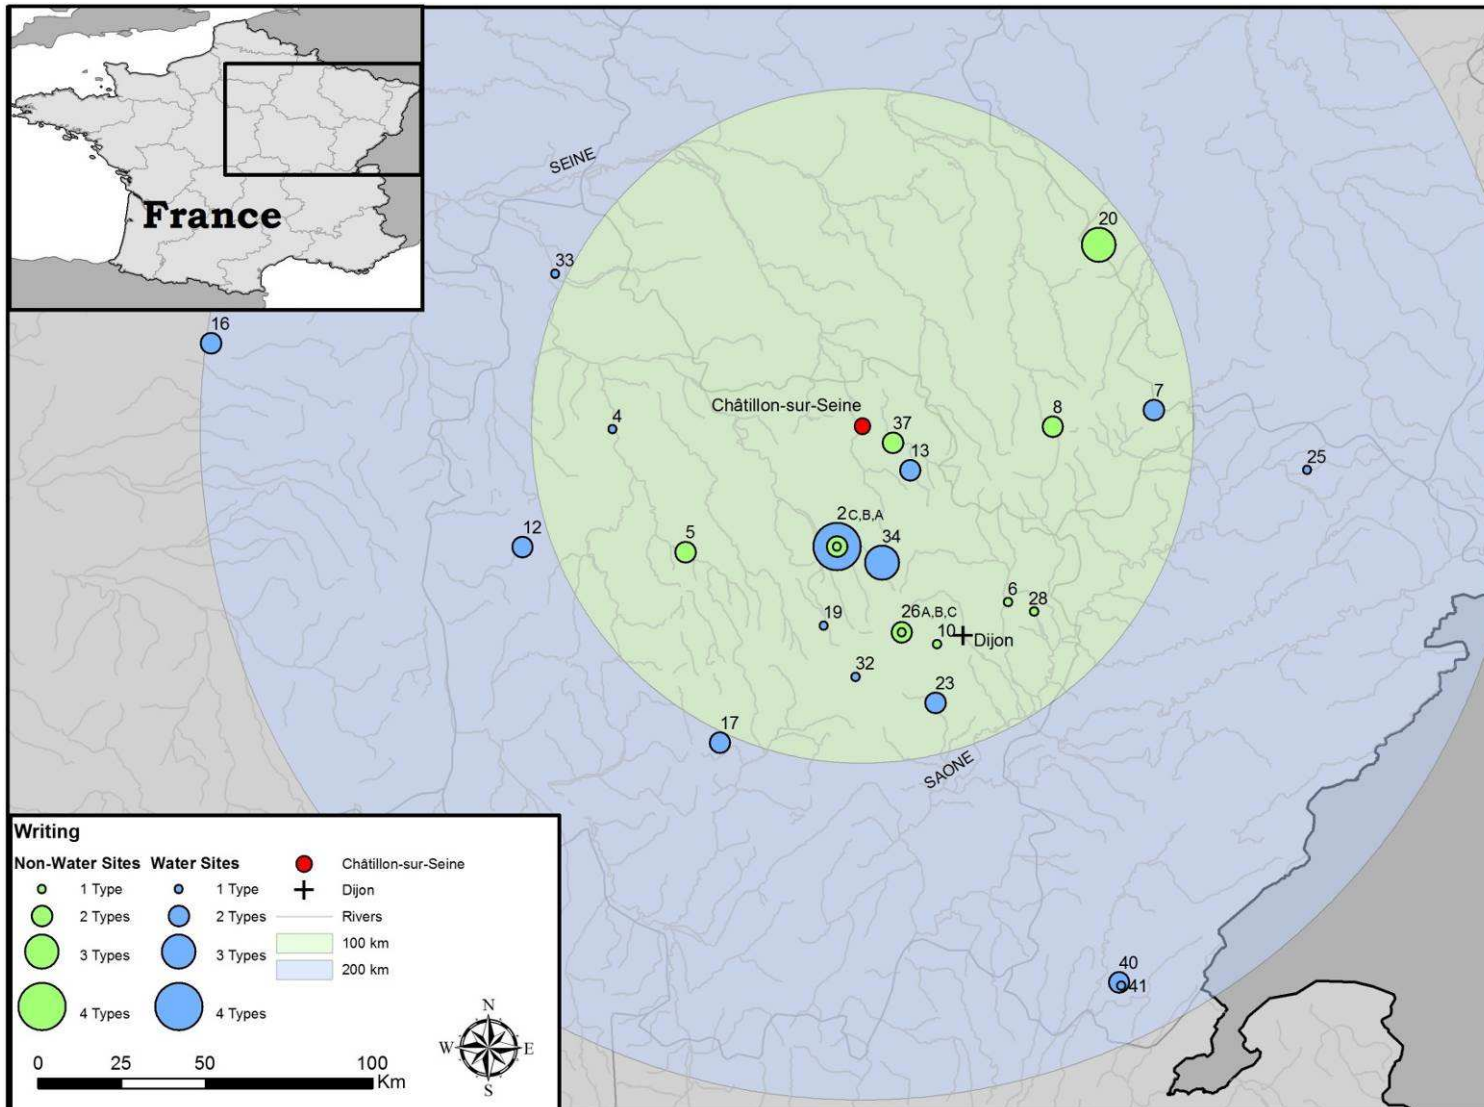 France
SEINE
20
33
16
7
Châtillon-sur-Seine
8
4
37
13
25
2 C,B,A
12
5
34
6
28
19
26 A,B,C
10
Dijon
32
23
17
SAONE
40
41
Writing
Non-Water Sites Water Sites
1 Type 1 Type Châtillon-sur-Seine
2 Types 2 Types Dijon
Rivers
3 Types 3 Types 100 km
200 km
4 Types 4 Types
N
W E
S
0 25 50 100
Km